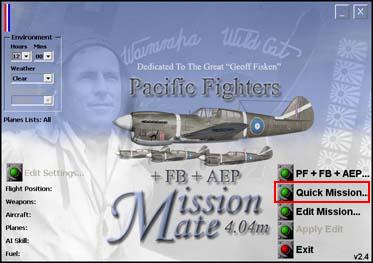 Environment
Hours Mins
12 00
Weather
Clear
Planes Lists: All
Wairarapa Wild Cat
Dedicated To The Great "Geoff Fisken"
Pacific Fighters
+ FB + AEP
Mission
Mate 4.04m
Edit Settings...
Flight Position:
Weapons:
Aircraft:
Planes:
AI Skill:
Fuel:
PF + FB + AEP...
Quick Mission...
Edit Mission...
Apply Edit
Exit
v2.4